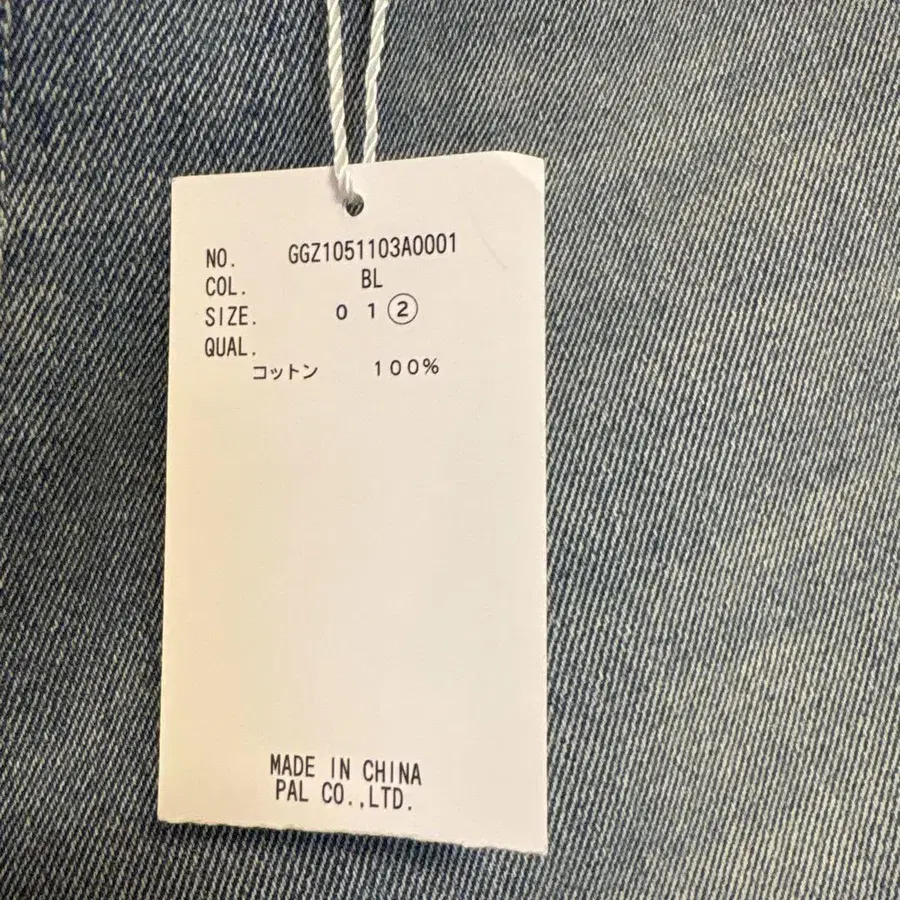 NO. GGZ1051103A0001
COL. BL
SIZE. 0 1 ②
QUAL.
コットン 100%
MADE IN CHINA
PAL CO.,LTD.